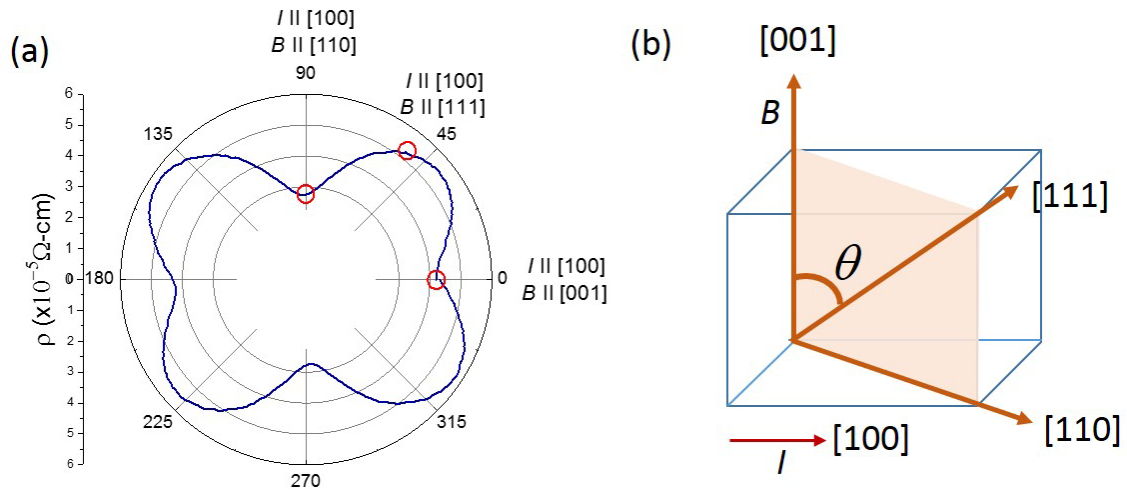 (a)
I II [100]
B II [110]
90
I II [100]
B II [111]
45
135
6
5
4
3
2
1
0
1
2
3
4
5
6
ρ (x10⁻⁵Ω-cm)
180
0
I II [100]
B II [001]
225
315
270
(b)
[001]
B
θ
[111]
[110]
[100]
I